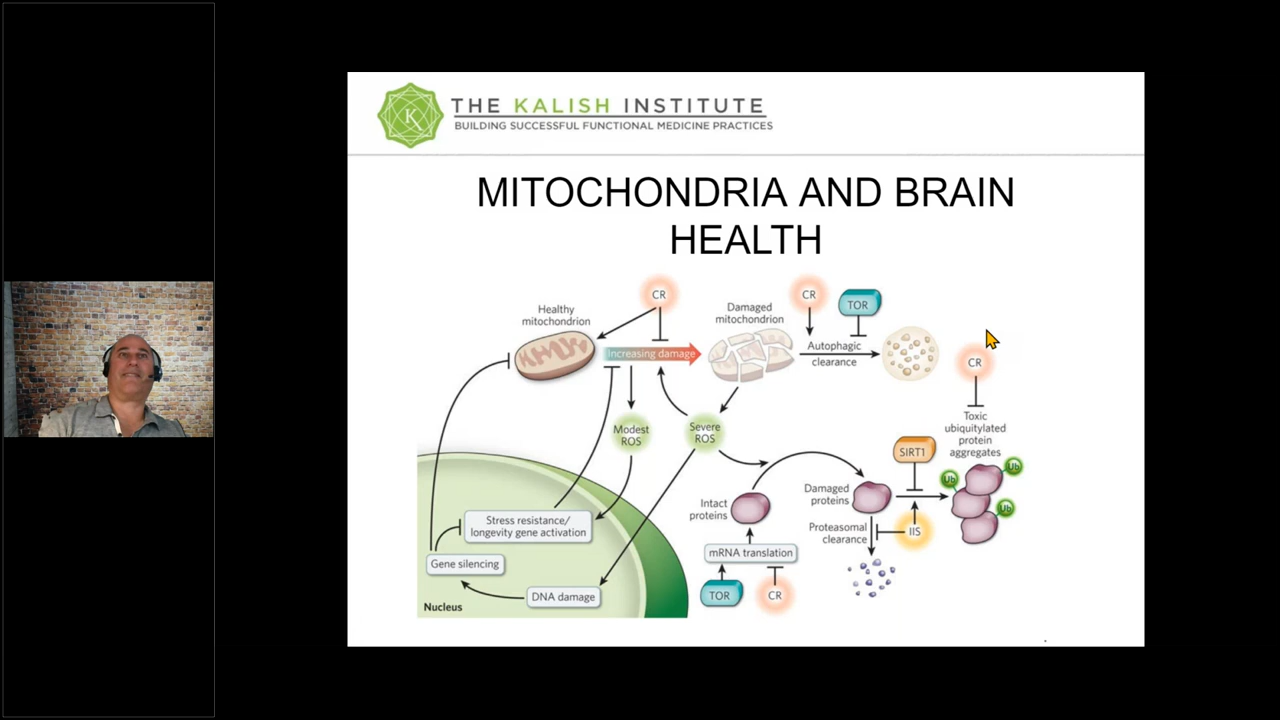 THE KALISH INSTITUTE
BUILDING SUCCESSFUL FUNCTIONAL MEDICINE PRACTICES
MITOCHONDRIA AND BRAIN
HEALTH
Healthy
mitochondrion
CR
Increasing damage
Damaged
mitochondrion
CR
TOR
Autophagic
clearance
CR
Toxic
ubiquitylated
protein
aggregates
Modest
ROS
Severe
ROS
SIRT1
Ub
Ub
Ub
Intact
proteins
Damaged
proteins
Proteasomal
clearance
IIS
Stress resistance/
longevity gene activation
mRNA translation
Gene silencing
TOR
CR
DNA damage
Nucleus